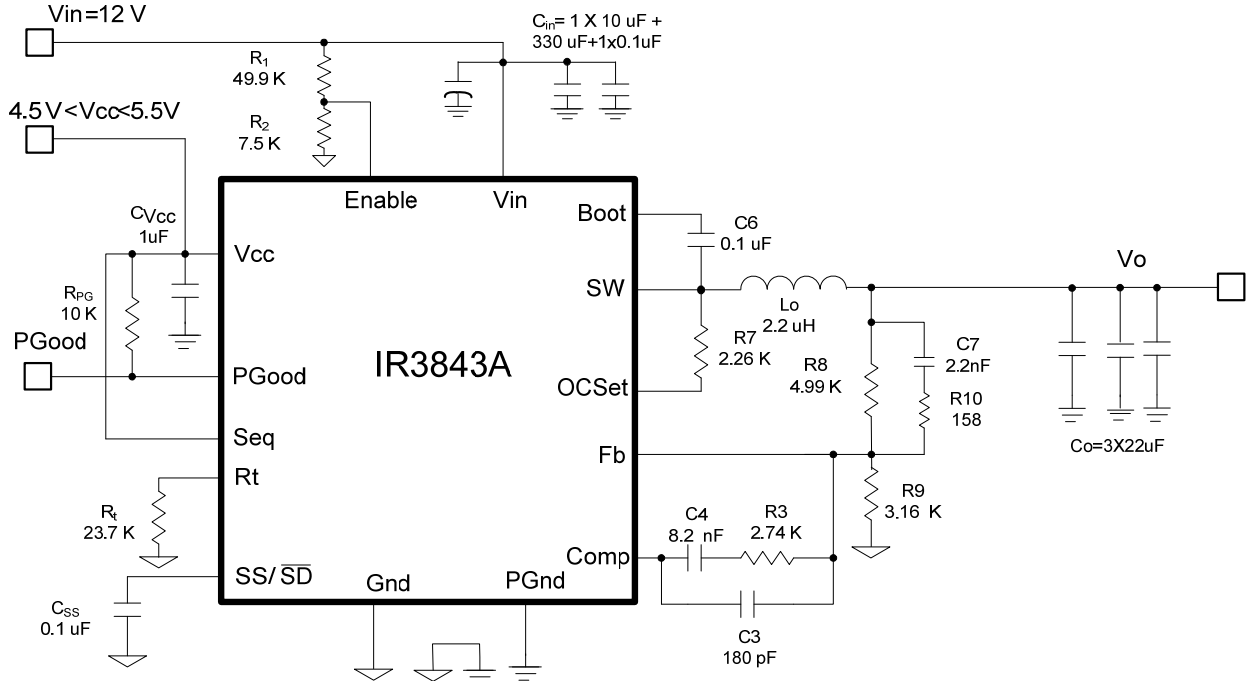 Vin=12 V
Cin= 1 X 10 uF +
330 uF+1x0.1uF
R1
49.9 K
4.5V<Vcc<5.5V
R2
7.5 K
Enable
Vin
Boot
CVcc
1uF
C6
0.1 uF
Vcc
Vo
SW
RPG
10 K
Lo
2.2 uH
PGood
R7
2.26 K
C7
2.2nF
IR3843A
R8
4.99 K
PGood
OCSet
R10
158
Seq
Co=3X22uF
Fb
Rt
R9
3.16 K
Rt
23.7 K
C4
8.2 nF
R3
2.74 K
Comp
SS/SD
Gnd
PGnd
CSS
0.1 uF
C3
180 pF